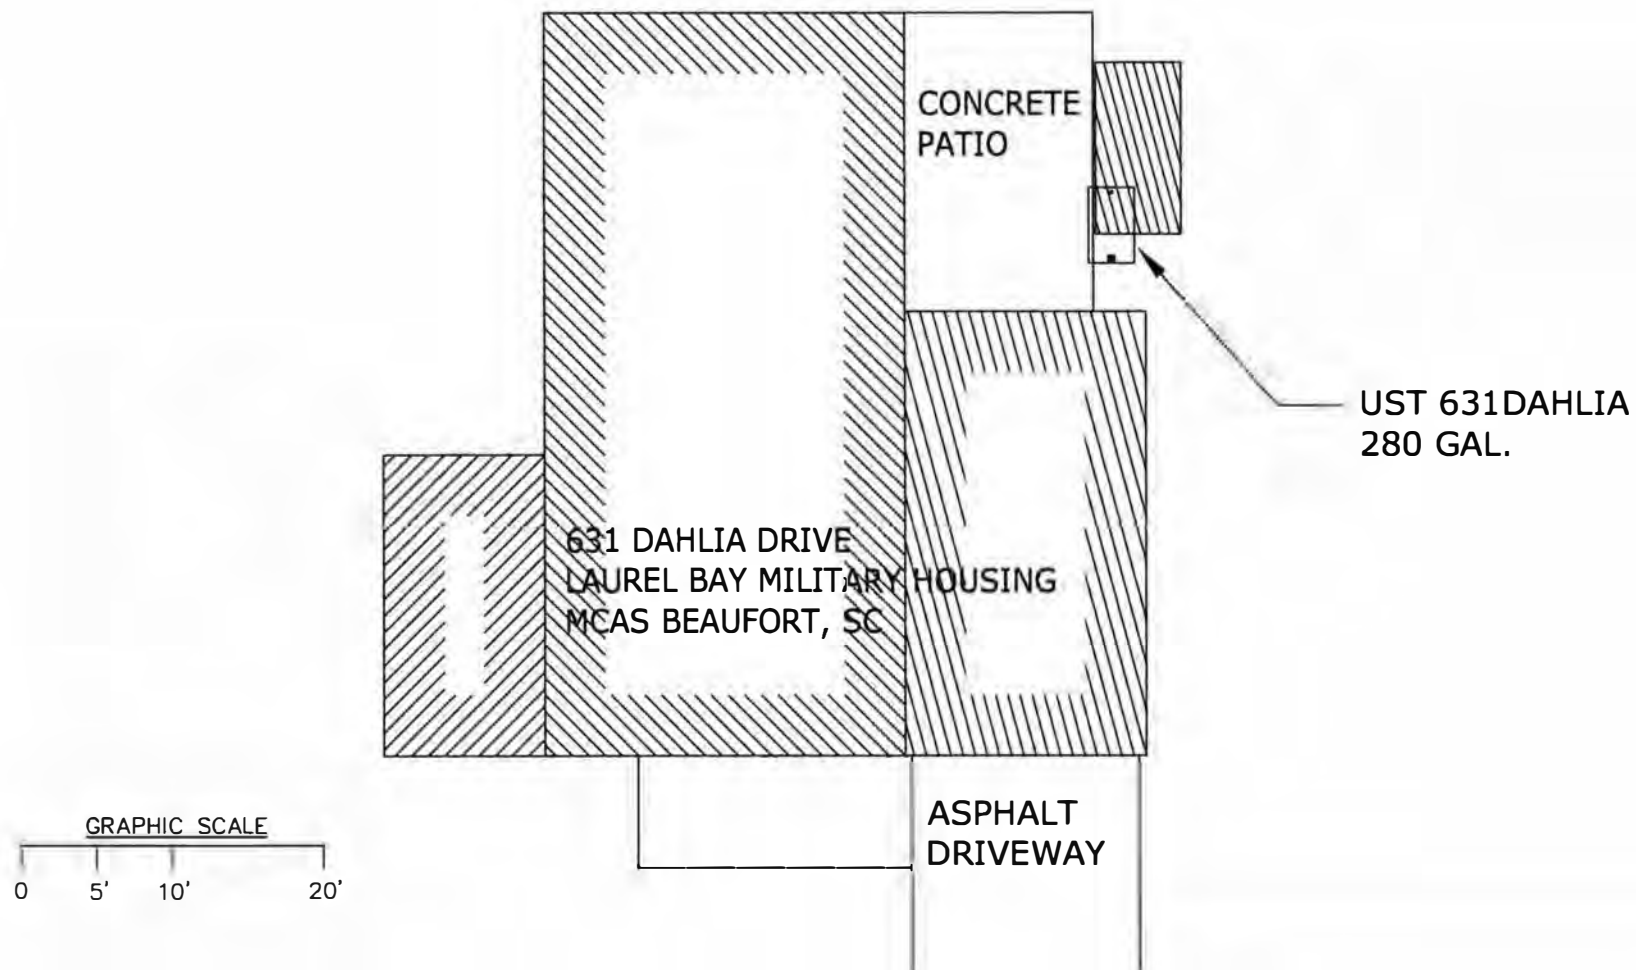 CONCRETE
PATIO
UST 631DAHLIA
280 GAL.
631 DAHLIA DRIVE
LAUREL BAY MILITARY HOUSING
MCAS BEAUFORT, SC
ASPHALT
DRIVEWAY
GRAPHIC SCALE
0 5' 10' 20'